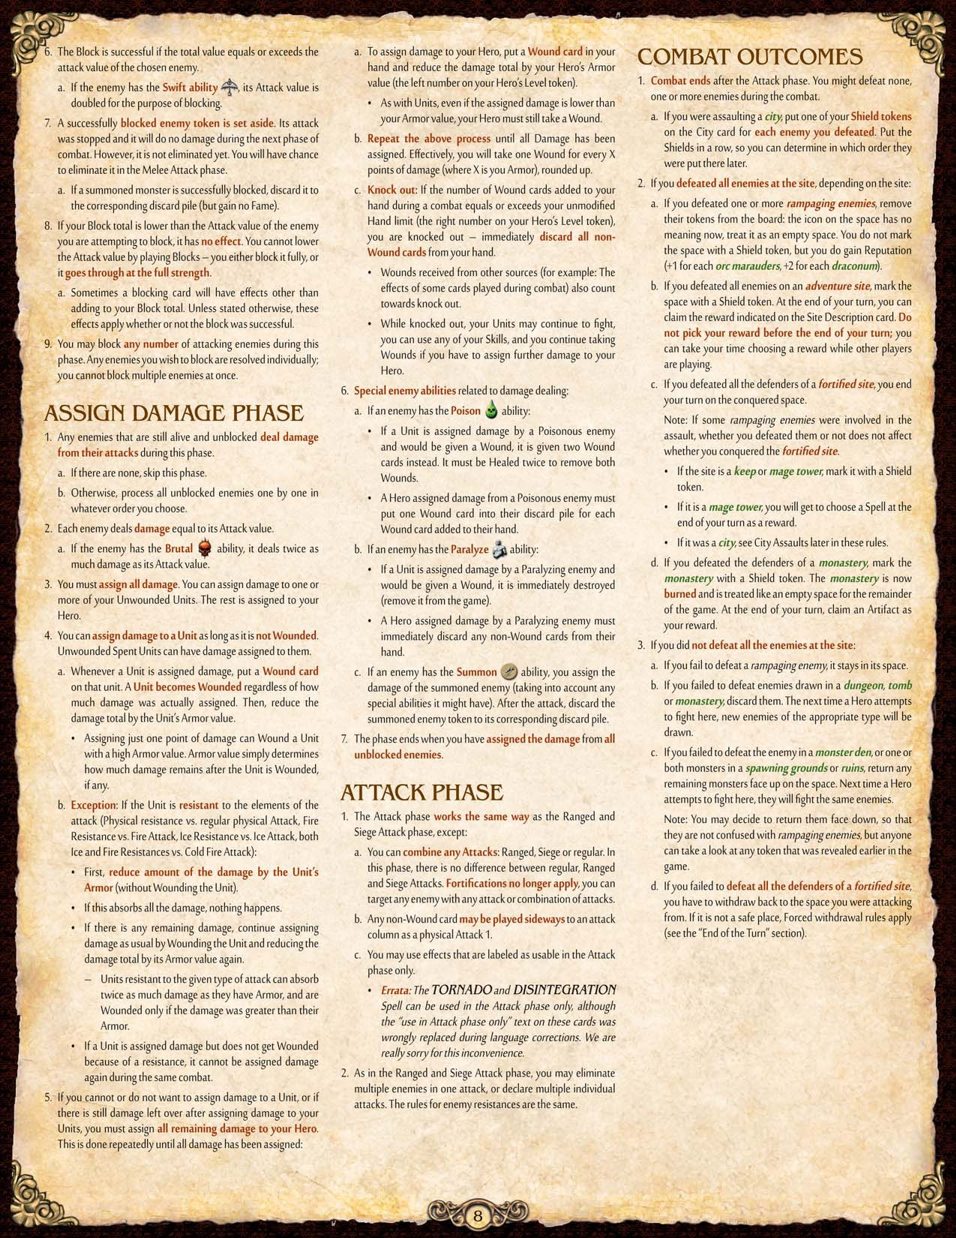 6. The Block is successful if the total value equals or exceeds the
attack value of the chosen enemy.
a. If the enemy has the Swift ability , its Attack value is
doubled for the purpose of blocking.
7. A successfully blocked enemy token is set aside. Its attack
was stopped and it will do no damage during the next phase of
combat. However, it is not eliminated yet. You will have chance
to eliminate it in the Melee Attack phase.
a. If a summoned monster is successfully blocked, discard it to
the corresponding discard pile (but gain no Fame).
8. If your Block total is lower than the Attack value of the enemy
you are attempting to block, it has no effect. You cannot lower
the Attack value by playing Blocks – you either block it fully, or
it goes through at the full strength.
a. Sometimes a blocking card will have effects other than
adding to your Block total. Unless stated otherwise, these
effects apply whether or not the block was successful.
9. You may block any number of attacking enemies during this
phase. Any enemies you wish to block are resolved individually;
you cannot block multiple enemies at once.
ASSIGN DAMAGE PHASE
1. Any enemies that are still alive and unblocked deal damage
from their attacks during this phase.
a. If there are none, skip this phase.
b. Otherwise, process all unblocked enemies one by one in
whatever order you choose.
2. Each enemy deals damage equal to its Attack value.
a. If the enemy has the Brutal ability, it deals twice as
much damage as its Attack value.
3. You must assign all damage. You can assign damage to one or
more of your Unwounded Units. The rest is assigned to your
Hero.
4. You can assign damage to a Unit as long as it is not Wounded.
Unwounded Spent Units can have damage assigned to them.
a. Whenever a Unit is assigned damage, put a Wound card
on that unit. A Unit becomes Wounded regardless of how
much damage was actually assigned. Then, reduce the
damage total by the Unit's Armor value.
• Assigning just one point of damage can Wound a Unit
with a high Armor value. Armor value simply determines
how much damage remains after the Unit is Wounded,
if any.
b. Exception: If the Unit is resistant to the elements of the
attack (Physical resistance vs. regular physical Attack, Fire
Resistance vs. Fire Attack, Ice Resistance vs. Ice Attack, both
Ice and Fire Resistances vs. Cold Fire Attack):
• First, reduce amount of the damage by the Unit's
Armor (without Wounding the Unit).
• If this absorbs all the damage, nothing happens.
• If there is any remaining damage, continue assigning
damage as usual by Wounding the Unit and reducing the
damage total by its Armor value again.
– Units resistant to the given type of attack can absorb
twice as much damage as they have Armor, and are
Wounded only if the damage was greater than their
Armor.
• If a Unit is assigned damage but does not get Wounded
because of a resistance, it cannot be assigned damage
again during the same combat.
5. If you cannot or do not want to assign damage to a Unit, or if
there is still damage left over after assigning damage to your
Units, you must assign all remaining damage to your Hero.
This is done repeatedly until all damage has been assigned:
a. To assign damage to your Hero, put a Wound card in your
hand and reduce the damage total by your Hero's Armor
value (the left number on your Hero's Level token).
• As with Units, even if the assigned damage is lower than
your Armor value, your Hero must still take a Wound.
b. Repeat the above process until all Damage has been
assigned. Effectively, you will take one Wound for every X
points of damage (where X is you Armor), rounded up.
c. Knock out: If the number of Wound cards added to your
hand during a combat equals or exceeds your unmodified
Hand limit (the right number on your Hero's Level token),
you are knocked out – immediately discard all non-
Wound cards from your hand.
• Wounds received from other sources (for example: The
effects of some cards played during combat) also count
towards knock out.
• While knocked out, your Units may continue to fight,
you can use any of your Skills, and you continue taking
Wounds if you have to assign further damage to your
Hero.
6. Special enemy abilities related to damage dealing:
a. If an enemy has the Poison ability:
• If a Unit is assigned damage by a Poisonous enemy
and would be given a Wound, it is given two Wound
cards instead. It must be Healed twice to remove both
Wounds.
• A Hero assigned damage from a Poisonous enemy must
put one Wound card into their discard pile for each
Wound card added to their hand.
b. If an enemy has the Paralyze ability:
• If a Unit is assigned damage by a Paralyzing enemy and
would be given a Wound, it is immediately destroyed
(remove it from the game).
• A Hero assigned damage by a Paralyzing enemy must
immediately discard any non-Wound cards from their
hand.
c. If an enemy has the Summon ability, you assign the
damage of the summoned enemy (taking into account any
special abilities it might have). After the attack, discard the
summoned enemy token to its corresponding discard pile.
7. The phase ends when you have assigned the damage from all
unblocked enemies.
ATTACK PHASE
1. The Attack phase works the same way as the Ranged and
Siege Attack phase, except:
a. You can combine any Attacks: Ranged, Siege or regular. In
this phase, there is no difference between regular, Ranged
and Siege Attacks. Fortifications no longer apply, you can
target any enemy with any attack or combination of attacks.
b. Any non-Wound card may be played sideways to an attack
column as a physical Attack 1.
c. You may use effects that are labeled as usable in the Attack
phase only.
• Errata: The TORNADO and DISINTEGRATION
Spell can be used in the Attack phase only, although
the "use in Attack phase only" text on these cards was
wrongly replaced during language corrections. We are
really sorry for this inconvenience.
2. As in the Ranged and Siege Attack phase, you may eliminate
multiple enemies in one attack, or declare multiple individual
attacks. The rules for enemy resistances are the same.
COMBAT OUTCOMES
1. Combat ends after the Attack phase. You might defeat none,
one or more enemies during the combat.
a. If you were assaulting a city, put one of your Shield tokens
on the City card for each enemy you defeated. Put the
Shields in a row, so you can determine in which order they
were put there later.
2. If you defeated all enemies at the site, depending on the site:
a. If you defeated one or more rampaging enemies, remove
their tokens from the board: the icon on the space has no
meaning now, treat it as an empty space. You do not mark
the space with a Shield token, but you do gain Reputation
(+1 for each orc marauders, +2 for each draconum).
b. If you defeated all enemies on an adventure site, mark the
space with a Shield token. At the end of your turn, you can
claim the reward indicated on the Site Description card. Do
not pick your reward before the end of your turn; you
can take your time choosing a reward while other players
are playing.
c. If you defeated all the defenders of a fortified site, you end
your turn on the conquered space.
Note: If some rampaging enemies were involved in the
assault, whether you defeated them or not does not affect
whether you conquered the fortified site.
• If the site is a keep or mage tower, mark it with a Shield
token.
• If it is a mage tower, you will get to choose a Spell at the
end of your turn as a reward.
• If it was a city, see City Assaults later in these rules.
d. If you defeated the defenders of a monastery, mark the
monastery with a Shield token. The monastery is now
burned and is treated like an empty space for the remainder
of the game. At the end of your turn, claim an Artifact as
your reward.
3. If you did not defeat all the enemies at the site:
a. If you fail to defeat a rampaging enemy, it stays in its space.
b. If you failed to defeat enemies drawn in a dungeon, tomb
or monastery, discard them. The next time a Hero attempts
to fight here, new enemies of the appropriate type will be
drawn.
c. If you failed to defeat the enemy in a monster den, or one or
both monsters in a spawning grounds or ruins, return any
remaining monsters face up on the space. Next time a Hero
attempts to fight here, they will fight the same enemies.
Note: You may decide to return them face down, so that
they are not confused with rampaging enemies, but anyone
can take a look at any token that was revealed earlier in the
game.
d. If you failed to defeat all the defenders of a fortified site,
you have to withdraw back to the space you were attacking
from. If it is not a safe place, Forced withdrawal rules apply
(see the "End of the Turn" section).
8